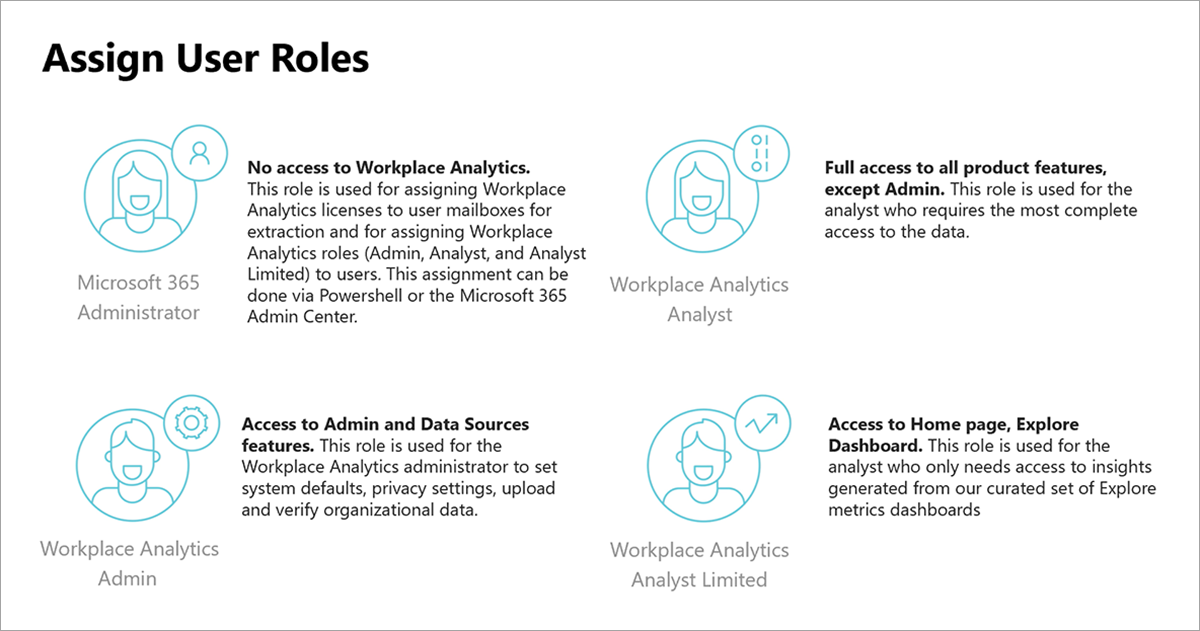 Assign User Roles
No access to Workplace Analytics.
This role is used for assigning Workplace
Analytics licenses to user mailboxes for
extraction and for assigning Workplace
Analytics roles (Admin, Analyst, and Analyst
Limited) to users. This assignment can be
done via Powershell or the Microsoft 365
Admin Center.
Microsoft 365
Administrator
Full access to all product features,
except Admin. This role is used for the
analyst who requires the most complete
access to the data.
Workplace Analytics
Analyst
Access to Admin and Data Sources
features. This role is used for the
Workplace Analytics administrator to set
system defaults, privacy settings, upload
and verify organizational data.
Workplace Analytics
Admin
Access to Home page, Explore
Dashboard. This role is used for the
analyst who only needs access to insights
generated from our curated set of Explore
metrics dashboards
Workplace Analytics
Analyst Limited